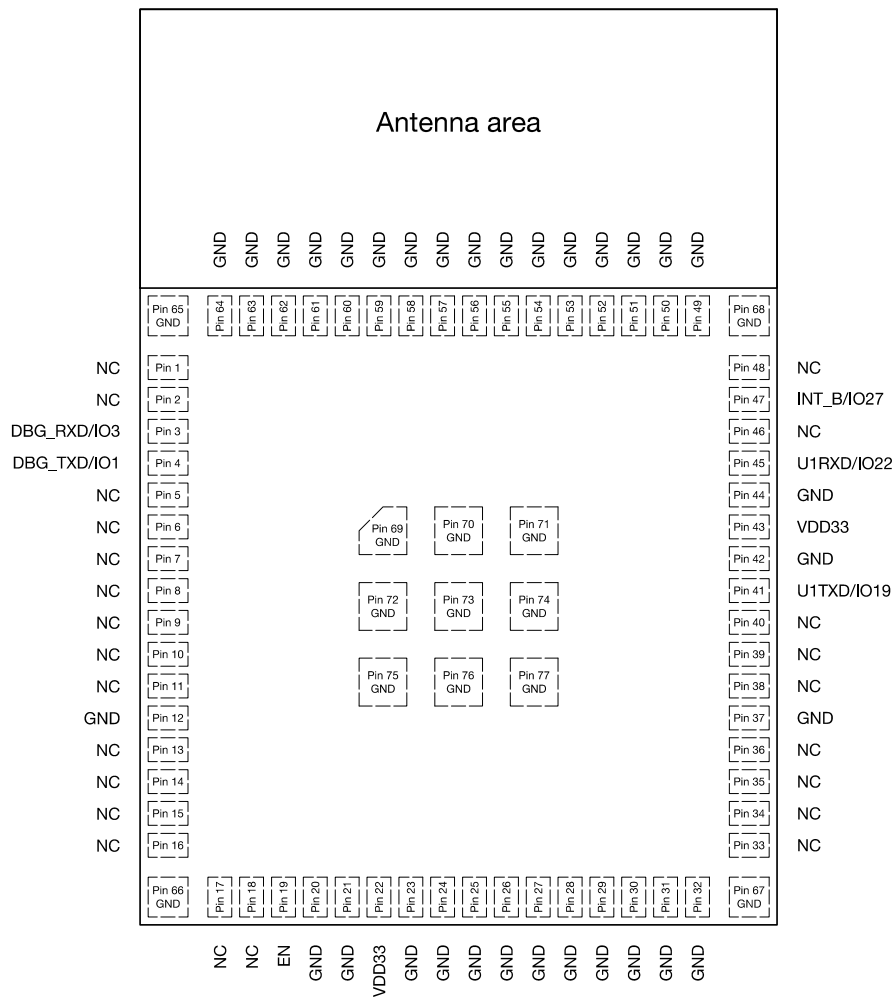 Antenna area
GND GND GND GND GND GND GND GND GND GND GND GND GND GND GND GND
Pin 65 GND
Pin 64 Pin 63 Pin 62 Pin 61 Pin 60 Pin 59 Pin 58 Pin 57 Pin 56 Pin 55 Pin 54 Pin 53 Pin 52 Pin 51 Pin 50 Pin 49
Pin 68 GND
NC Pin 1
NC Pin 2
DBG_RXD/IO3 Pin 3
DBG_TXD/IO1 Pin 4
NC Pin 5
NC Pin 6
NC Pin 7
NC Pin 8
NC Pin 9
NC Pin 10
NC Pin 11
GND Pin 12
NC Pin 13
NC Pin 14
NC Pin 15
NC Pin 16
Pin 69 GND
Pin 70 GND
Pin 71 GND
Pin 72 GND
Pin 73 GND
Pin 74 GND
Pin 75 GND
Pin 76 GND
Pin 77 GND
Pin 48 NC
Pin 47 INT_B/IO27
Pin 46 NC
Pin 45 U1RXD/IO22
Pin 44 GND
Pin 43 VDD33
Pin 42 GND
Pin 41 U1TXD/IO19
Pin 40 NC
Pin 39 NC
Pin 38 NC
Pin 37 GND
Pin 36 NC
Pin 35 NC
Pin 34 NC
Pin 33 NC
Pin 66 GND
Pin 17 Pin 18 Pin 19 Pin 20 Pin 21 Pin 22 Pin 23 Pin 24 Pin 25 Pin 26 Pin 27 Pin 28 Pin 29 Pin 30 Pin 31 Pin 32
Pin 67 GND
NC NC EN GND GND VDD33 GND GND GND GND GND GND GND GND GND GND